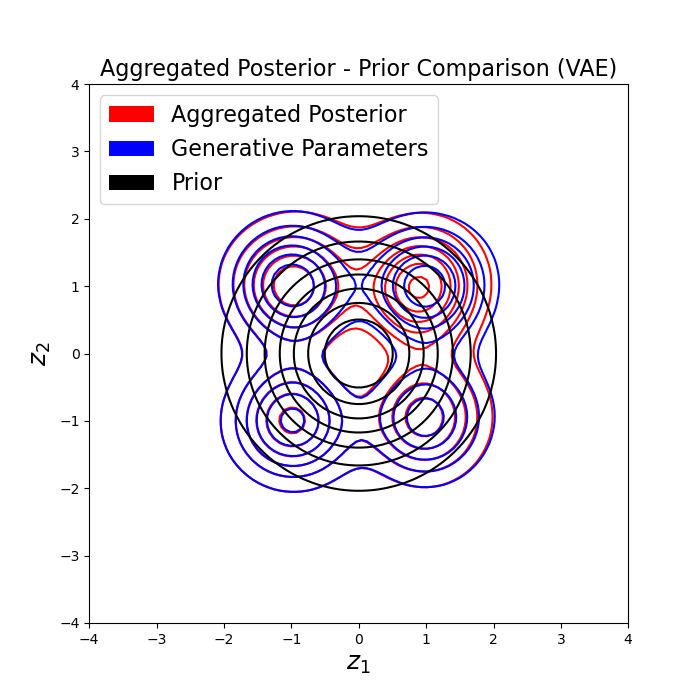 Aggregated Posterior - Prior Comparison (VAE)
Aggregated Posterior
Generative Parameters
Prior
4
3
2
1
0
−1
−2
−3
−4
z₂
−4 −3 −2 −1 0 1 2 3 4
z₁